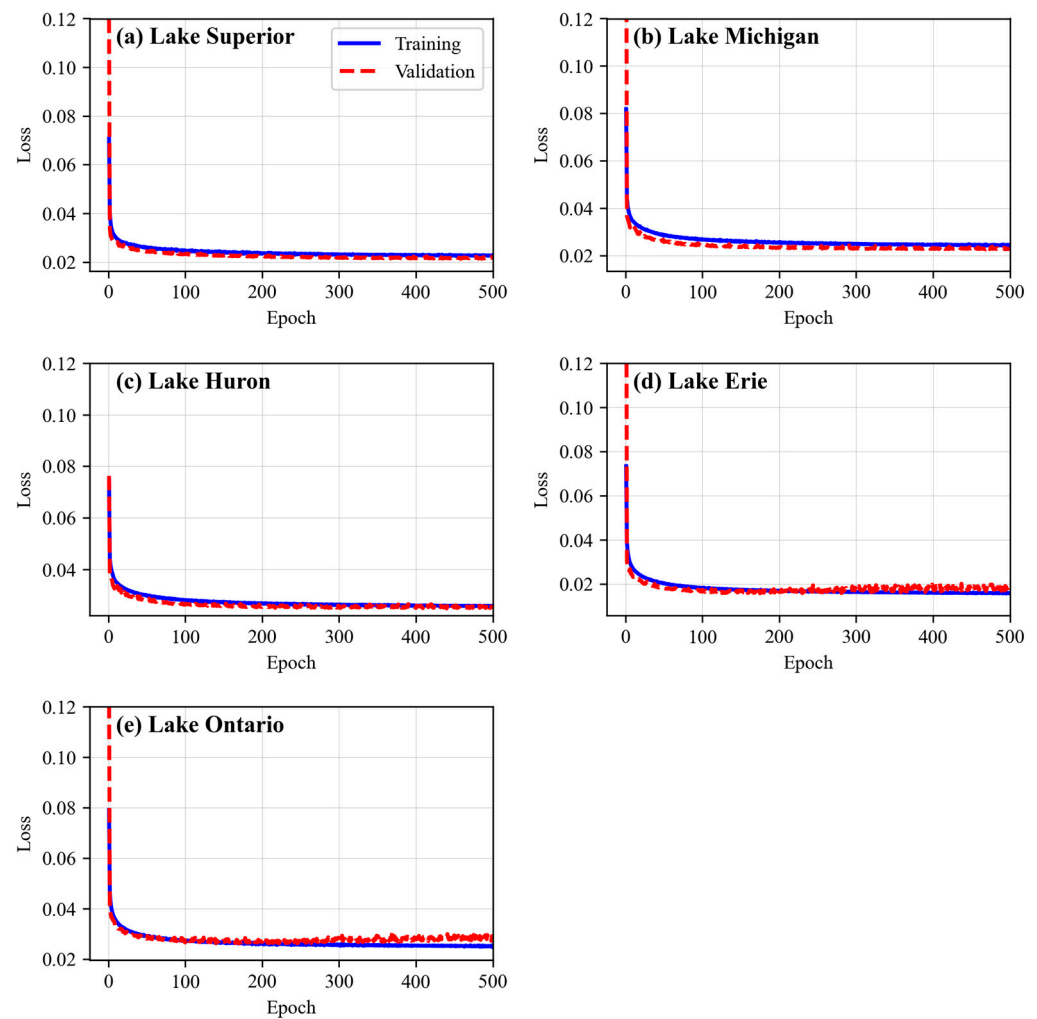 (a) Lake Superior
Training
Validation
0.12
0.10
0.08
0.06
0.04
0.02
Loss
0 100 200 300 400 500
Epoch
(b) Lake Michigan
0.12
0.10
0.08
0.06
0.04
0.02
Loss
0 100 200 300 400 500
Epoch
(c) Lake Huron
0.12
0.10
0.08
0.06
0.04
Loss
0 100 200 300 400 500
Epoch
(d) Lake Erie
0.12
0.10
0.08
0.06
0.04
0.02
Loss
0 100 200 300 400 500
Epoch
(e) Lake Ontario
0.12
0.10
0.08
0.06
0.04
0.02
Loss
0 100 200 300 400 500
Epoch